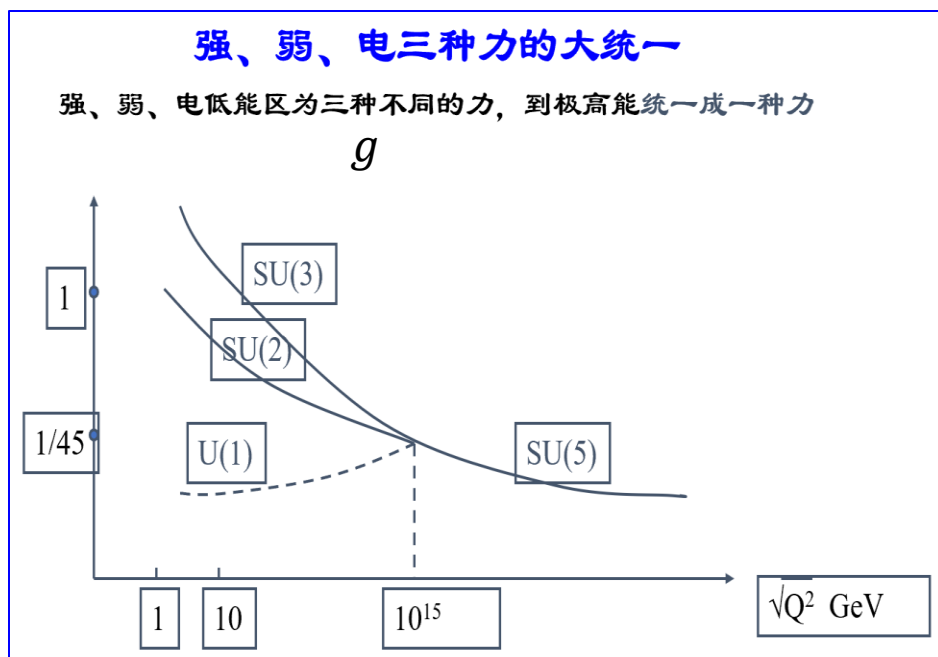 强、弱、电三种力的大统一
强、弱、电低能区为三种不同的力，到极高能统一成一种力
g
SU(3)
1
SU(2)
1/45
U(1)
SU(5)
1
10
10¹⁵
√Q² GeV